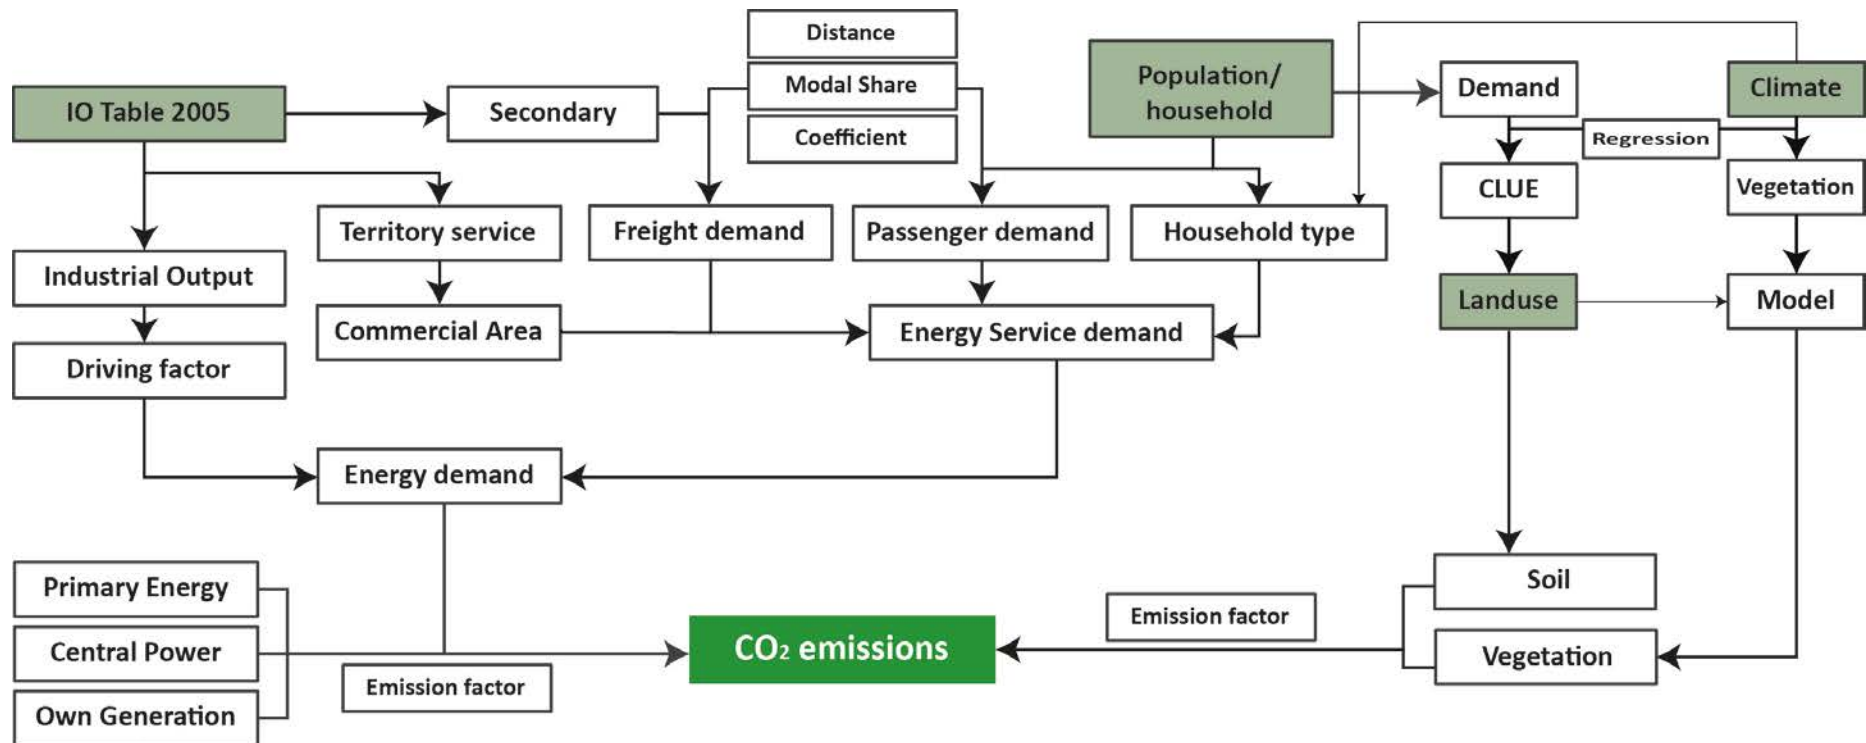 Distance
Modal Share
Coefficient
IO Table 2005
Secondary
Population/
household
Demand
Climate
Regression
CLUE
Vegetation
Territory service
Freight demand
Passenger demand
Household type
Industrial Output
Commercial Area
Energy Service demand
Landuse
Model
Driving factor
Energy demand
Primary Energy
Central Power
Own Generation
Emission factor
CO₂ emissions
Emission factor
Soil
Vegetation